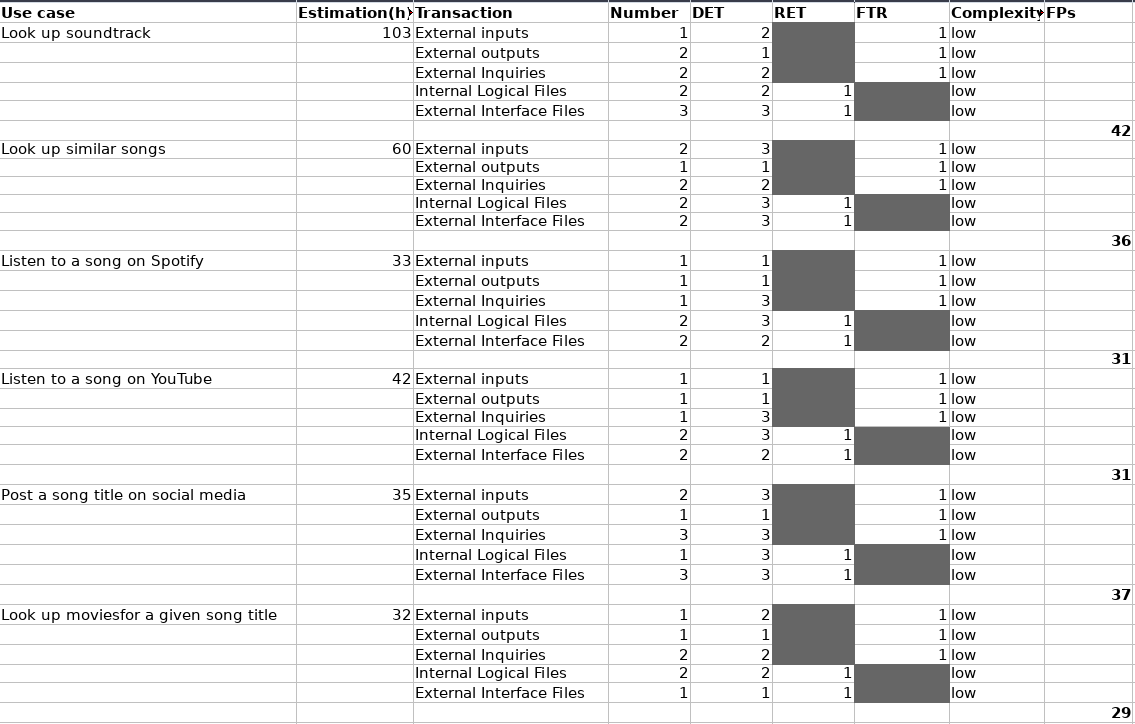 Use case Estimation(h) Transaction Number DET RET FTR Complexity FPs
Look up soundtrack 103 External inputs 1 2 1 low
External outputs 2 1 1 low
External Inquiries 2 2 1 low
Internal Logical Files 2 2 1 low
External Interface Files 3 3 1 low
42
Look up similar songs 60 External inputs 2 3 1 low
External outputs 1 1 1 low
External Inquiries 2 2 1 low
Internal Logical Files 2 3 1 low
External Interface Files 2 3 1 low
36
Listen to a song on Spotify 33 External inputs 1 1 1 low
External outputs 1 1 1 low
External Inquiries 1 3 1 low
Internal Logical Files 2 3 1 low
External Interface Files 2 2 1 low
31
Listen to a song on YouTube 42 External inputs 1 1 1 low
External outputs 1 1 1 low
External Inquiries 1 3 1 low
Internal Logical Files 2 3 1 low
External Interface Files 2 2 1 low
31
Post a song title on social media 35 External inputs 2 3 1 low
External outputs 1 1 1 low
External Inquiries 3 3 1 low
Internal Logical Files 1 3 1 low
External Interface Files 3 3 1 low
37
Look up moviesfor a given song title 32 External inputs 1 2 1 low
External outputs 1 1 1 low
External Inquiries 2 2 1 low
Internal Logical Files 2 2 1 low
External Interface Files 1 1 1 low
29